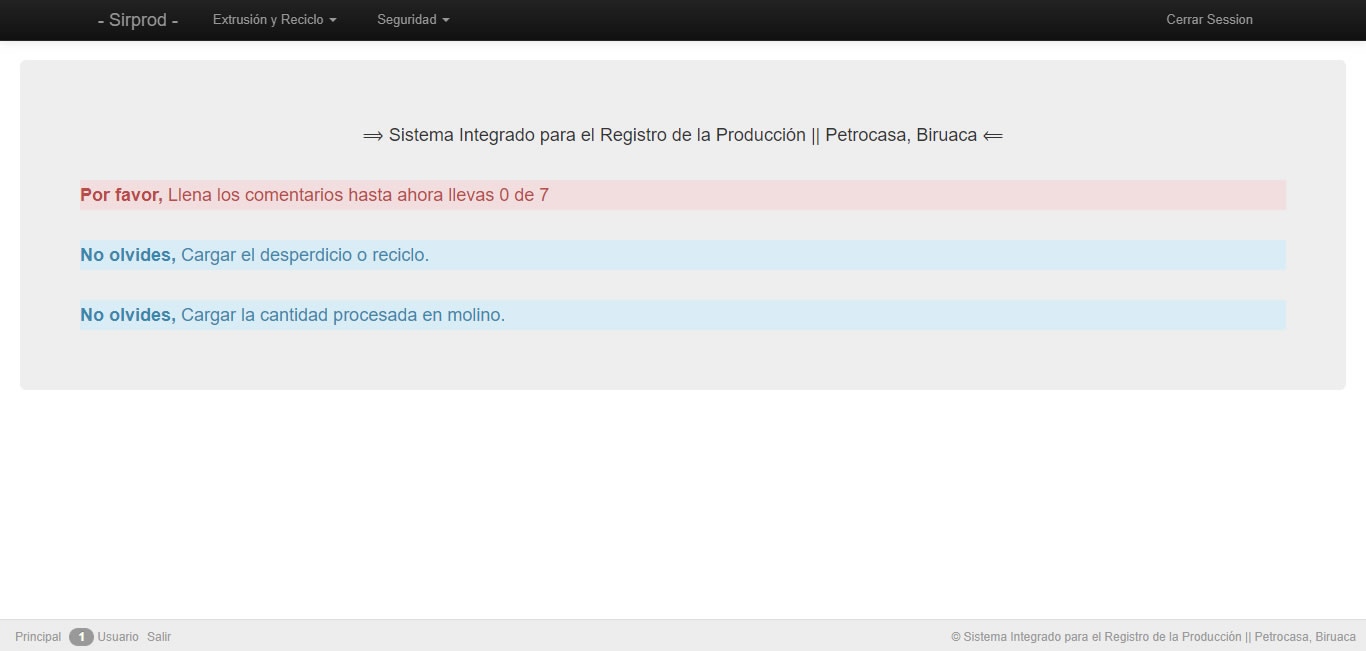 - Sirprod - Extrusión y Reciclo Seguridad Cerrar Session
⟹ Sistema Integrado para el Registro de la Producción || Petrocasa, Biruaca ⟸
Por favor, Llena los comentarios hasta ahora llevas 0 de 7
No olvides, Cargar el desperdicio o reciclo.
No olvides, Cargar la cantidad procesada en molino.
Principal 1 Usuario Salir © Sistema Integrado para el Registro de la Producción || Petrocasa, Biruaca